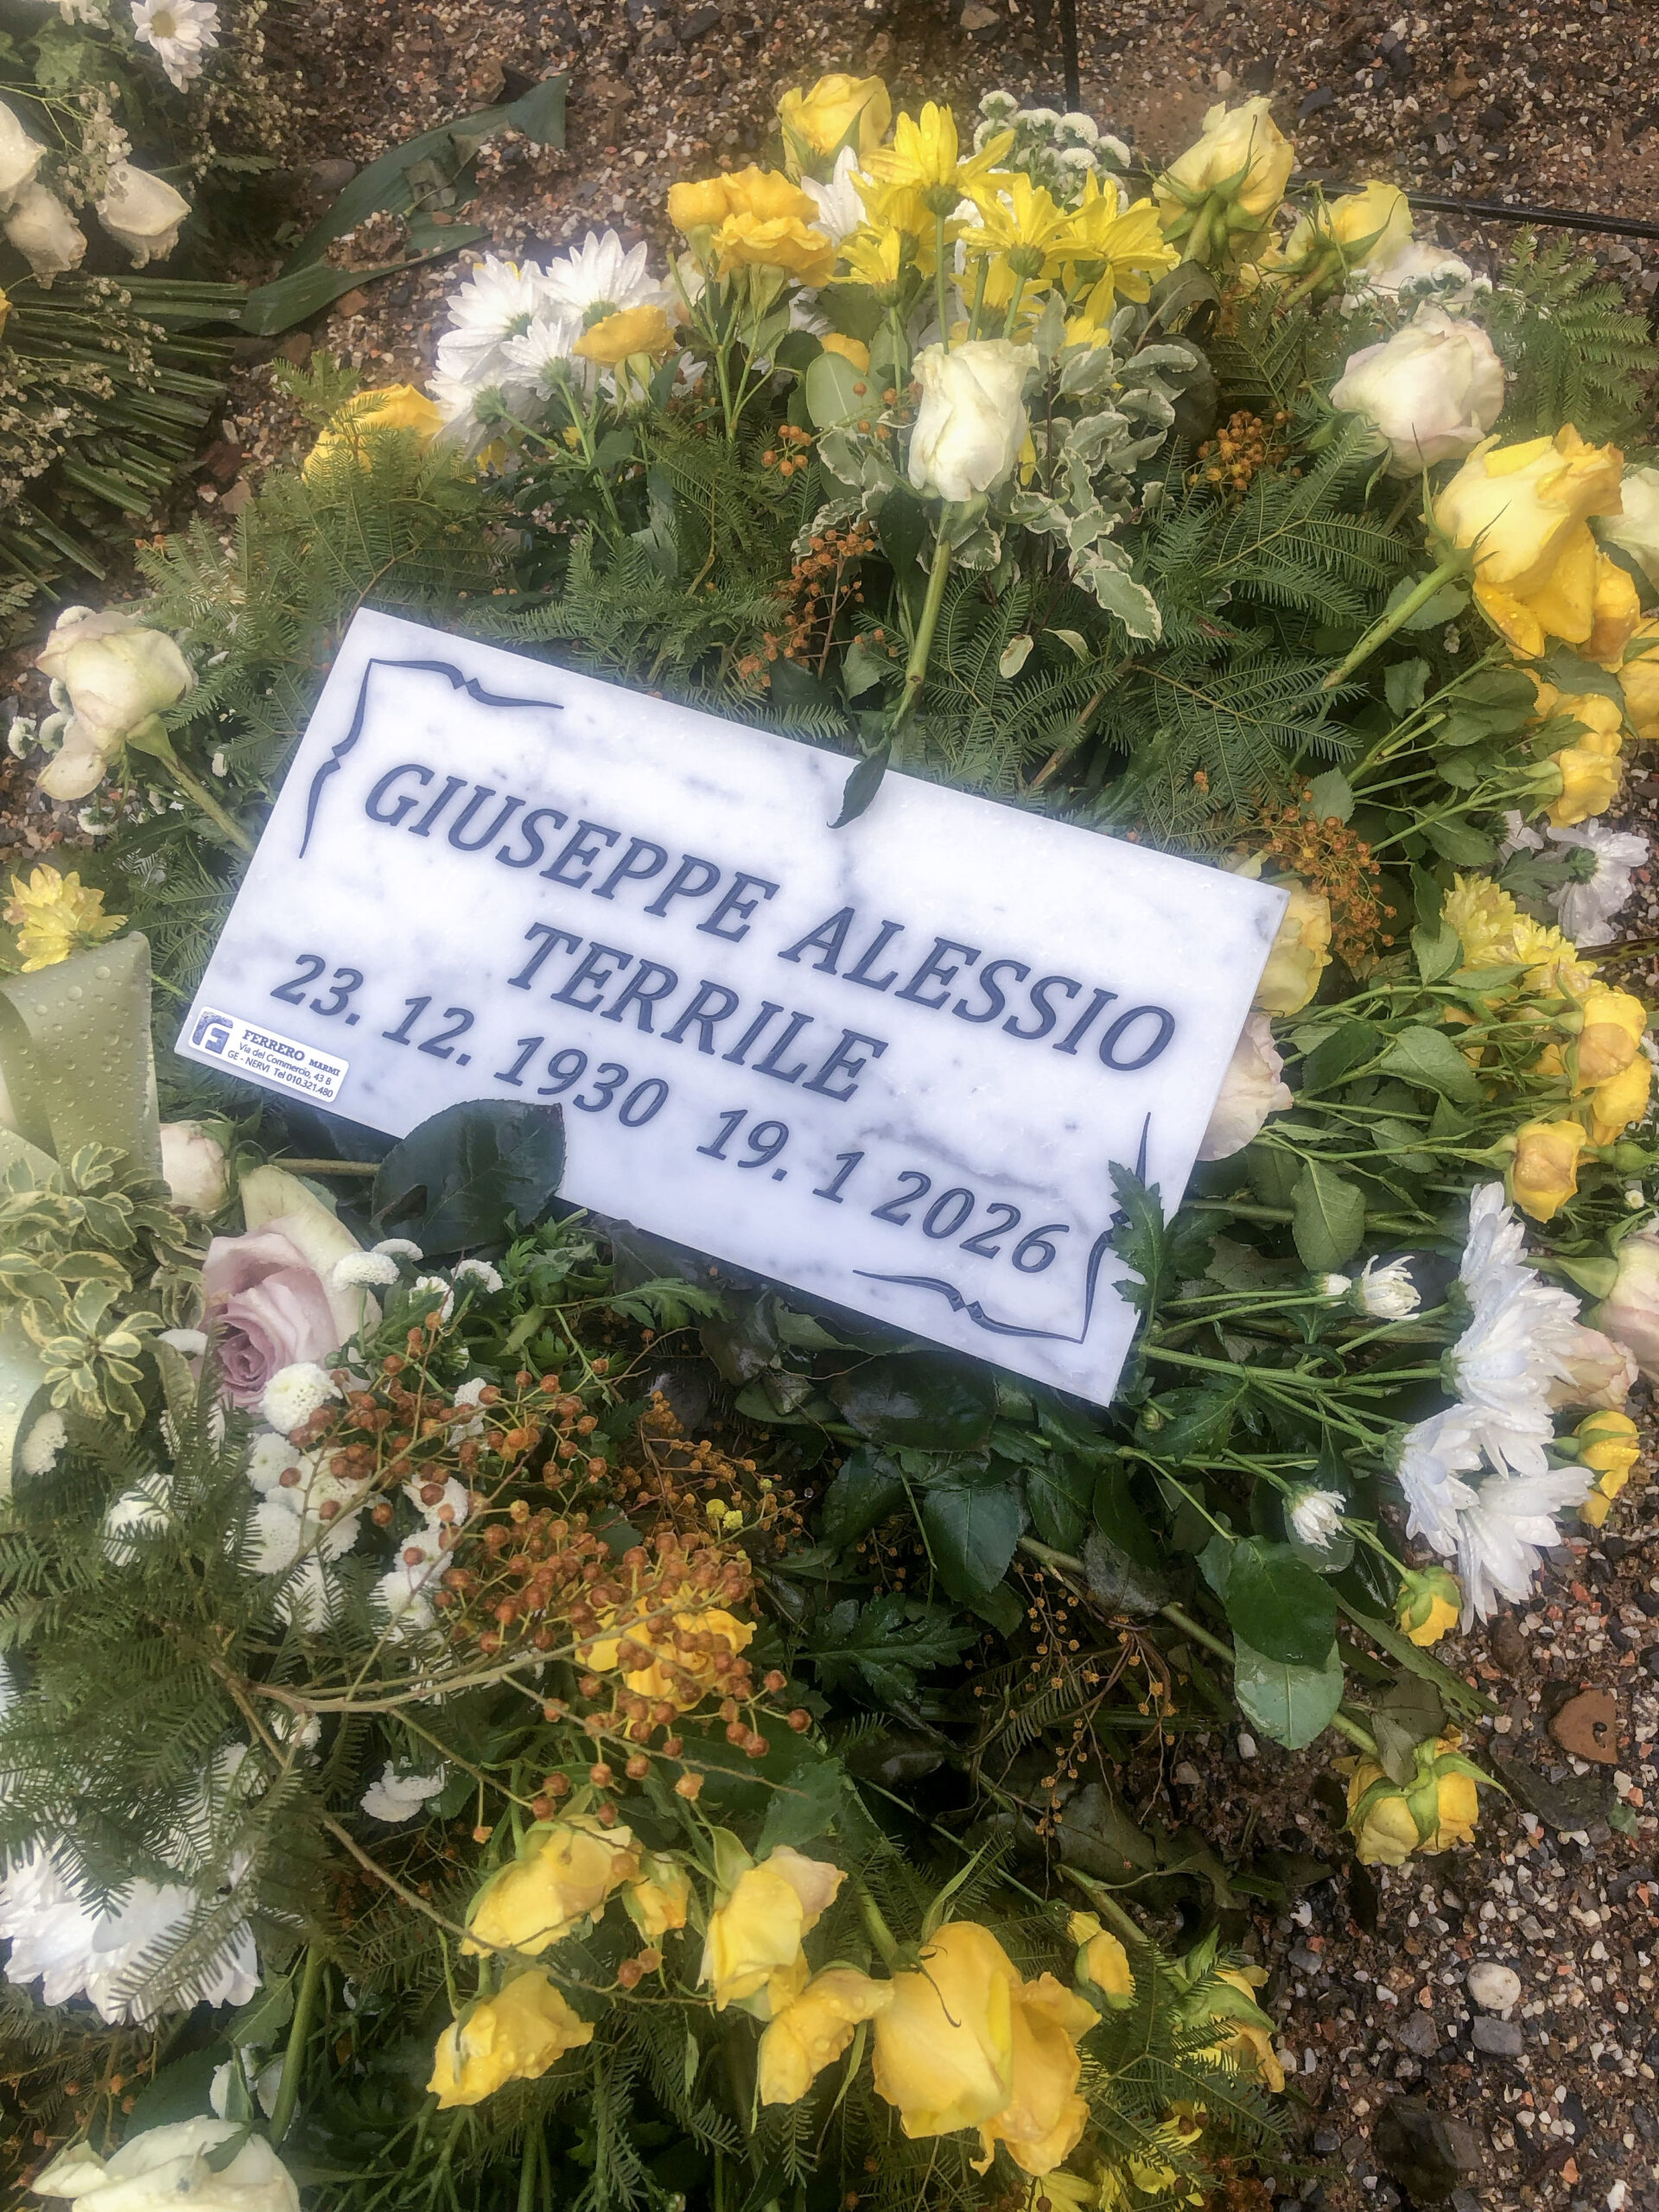 GIUSEPPE ALESSIO
TERRILE
23. 12. 1930 19. 1 2026
FERRERO MARMI
Via del Commercio, 43 B
GE - NERVI Tel 010.321.480